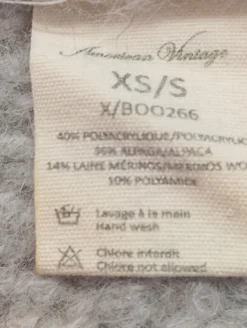 American Vintage
XS/S
X/BOO266
40% POLYACRYLIQUE/POLYACRYLIC
36% ALPAGA/ALPACA
14% LAINE MÉRINOS/MERINOS WO
10% POLYAMIDE
Lavage à la main
Hand wash
Chlore interdit
Chlore not allowed